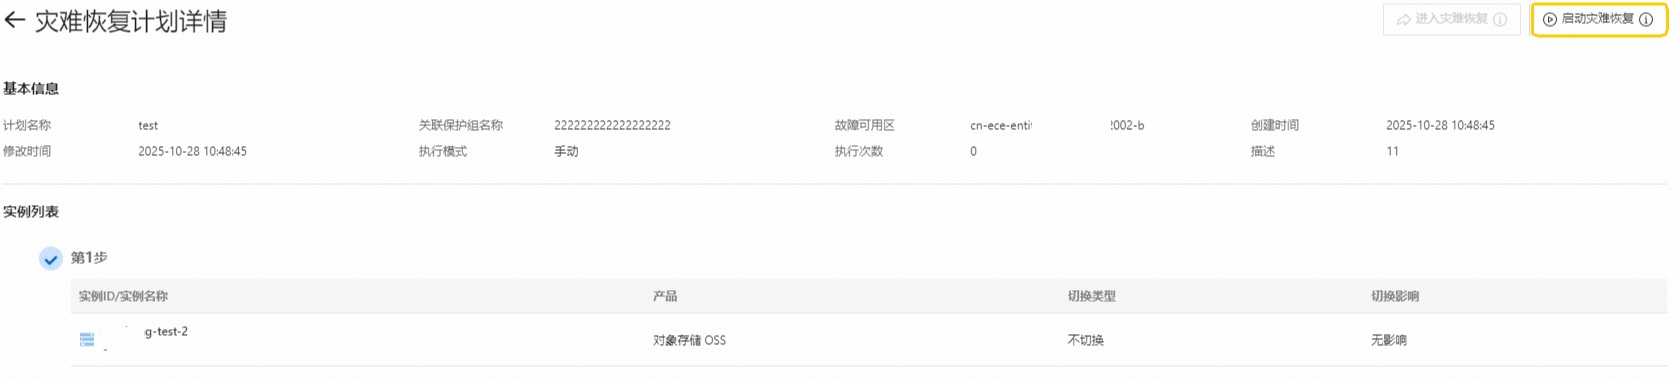 灾难恢复计划详情 进入灾难恢复 启动灾难恢复
基本信息
计划名称 test 关联保护组名称 222222222222222222 故障可用区 cn-ece-enti 2002-b 创建时间 2025-10-28 10:48:45
修改时间 2025-10-28 10:48:45 执行模式 手动 执行次数 0 描述 11
实例列表
第1步
实例ID/实例名称 产品 切换类型 切换影响
g-test-2 对象存储 OSS 不切换 无影响